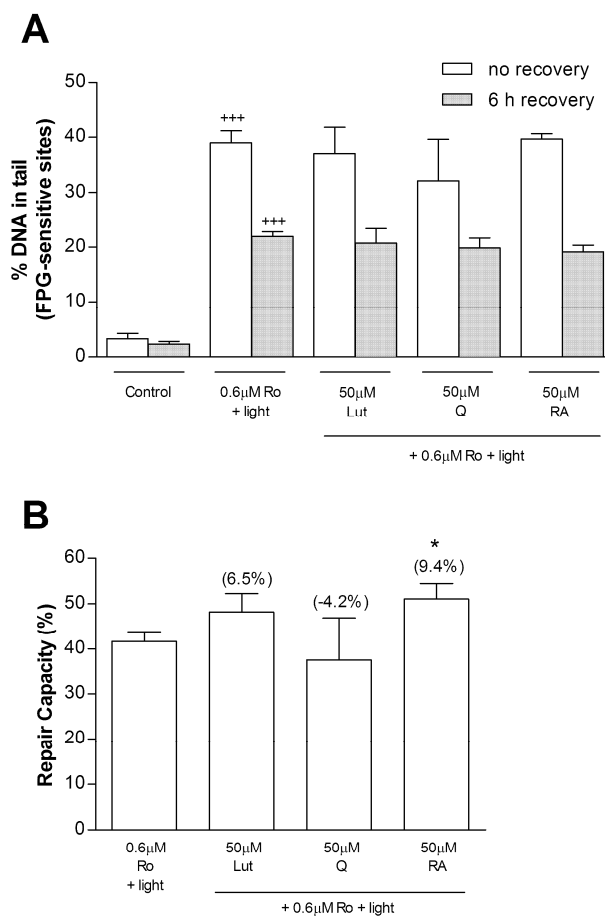 A
no recovery
6 h recovery
% DNA in tail
(FPG-sensitive sites)
50
40
30
20
10
0
+++
+++
Control
0.6µM Ro
+ light
50µM
Lut
50µM
Q
50µM
RA
+ 0.6µM Ro + light
B
Repair Capacity (%)
60
50
40
30
20
10
0
(6.5%)
(-4.2%)
*
(9.4%)
0.6µM
Ro
+ light
50µM
Lut
50µM
Q
50µM
RA
+ 0.6µM Ro + light